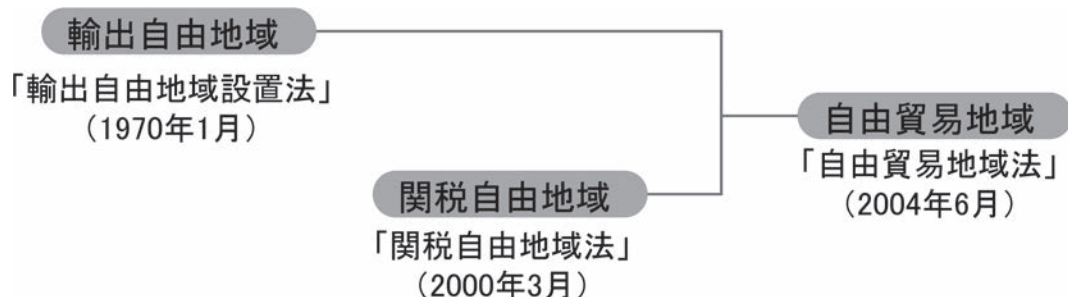 輸出自由地域
「輸出自由地域設置法」
（1970年1月）
関税自由地域
「関税自由地域法」
（2000年3月）
自由貿易地域
「自由貿易地域法」
（2004年6月）